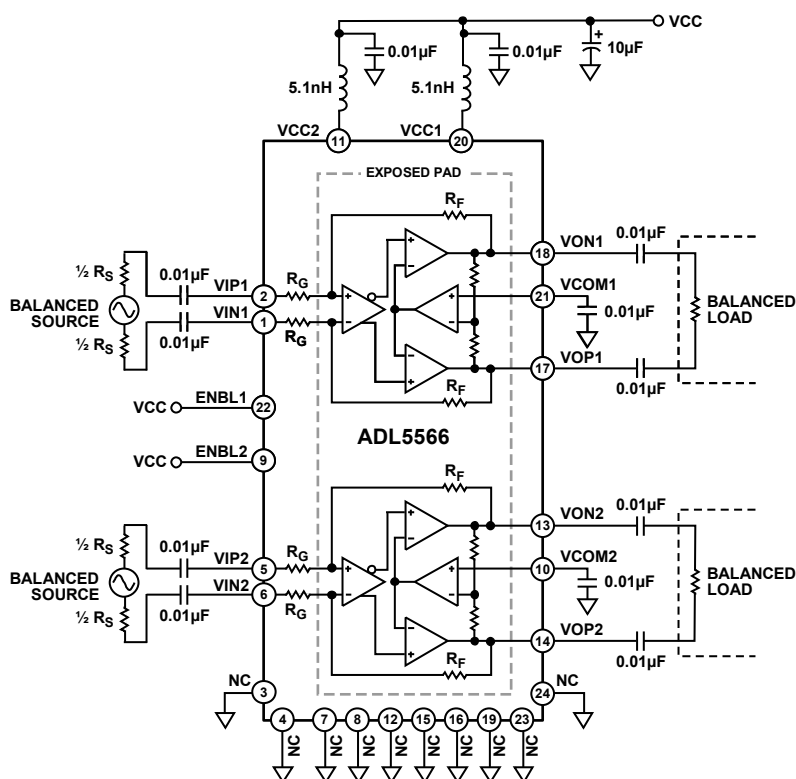 VCC
0.01µF
0.01µF
10µF
+
5.1nH
5.1nH
VCC2
VCC1
11
20
EXPOSED PAD
RF
0.01µF
VON1
18
½ RS
0.01µF
VIP1
2
RG
+
+
−
VCOM1
21
+
−
0.01µF
BALANCED
SOURCE
BALANCED
LOAD
VIN1
1
RG
−
−
+
½ RS
0.01µF
RF
VOP1
17
0.01µF
VCC
ENBL1
22
ADL5566
VCC
ENBL2
9
RF
0.01µF
VON2
13
½ RS
0.01µF
VIP2
5
RG
+
+
−
VCOM2
10
+
−
0.01µF
BALANCED
SOURCE
BALANCED
LOAD
VIN2
6
RG
−
−
+
½ RS
0.01µF
RF
VOP2
14
0.01µF
NC
3
NC
24
4
7
8
12
15
16
19
23
NC
NC
NC
NC
NC
NC
NC
NC